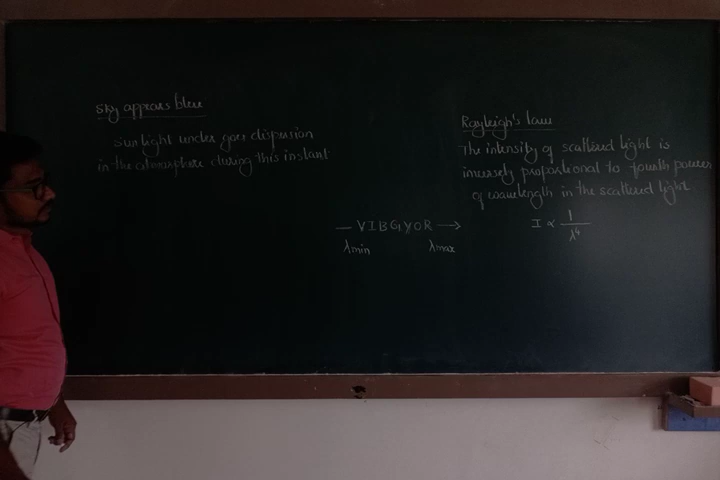 Sky appears blue
Sunlight under goes dispersion
in the atmosphere during this instant
Rayleigh's law
The intensity of scattered light is
inversely proportional to fourth power
of wavelength in the scattered light
I ∝ 1/λ⁴
— VIBGYOR →
λmin λmax